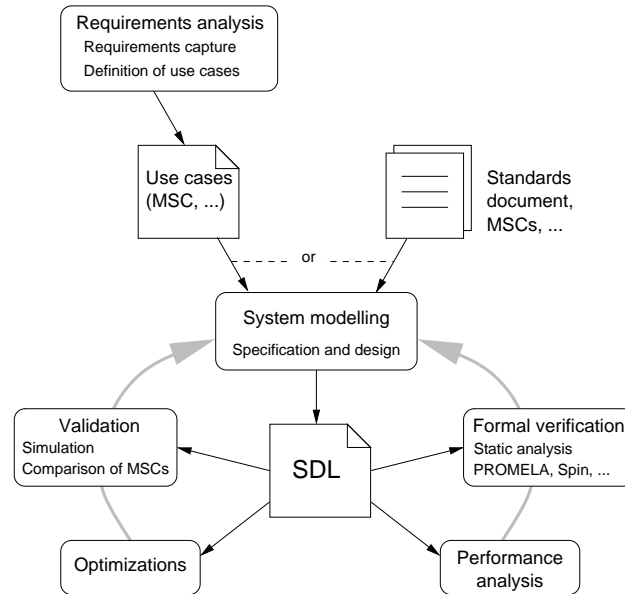 Requirements analysis
Requirements capture
Definition of use cases
Use cases
(MSC, ...)
Standards
document,
MSCs, ...
or
System modelling
Specification and design
Validation
Simulation
Comparison of MSCs
SDL
Formal verification
Static analysis
PROMELA, Spin, ...
Optimizations
Performance
analysis